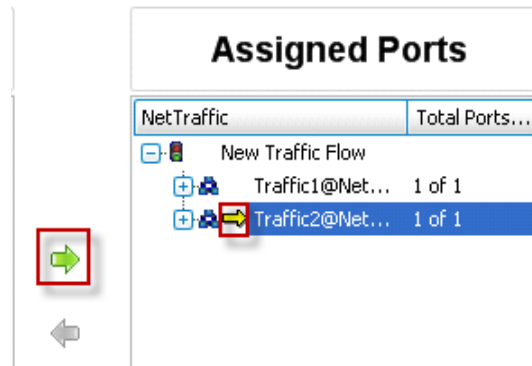 Assigned Ports
NetTraffic Total Ports...
New Traffic Flow
Traffic1@Net... 1 of 1
Traffic2@Net... 1 of 1